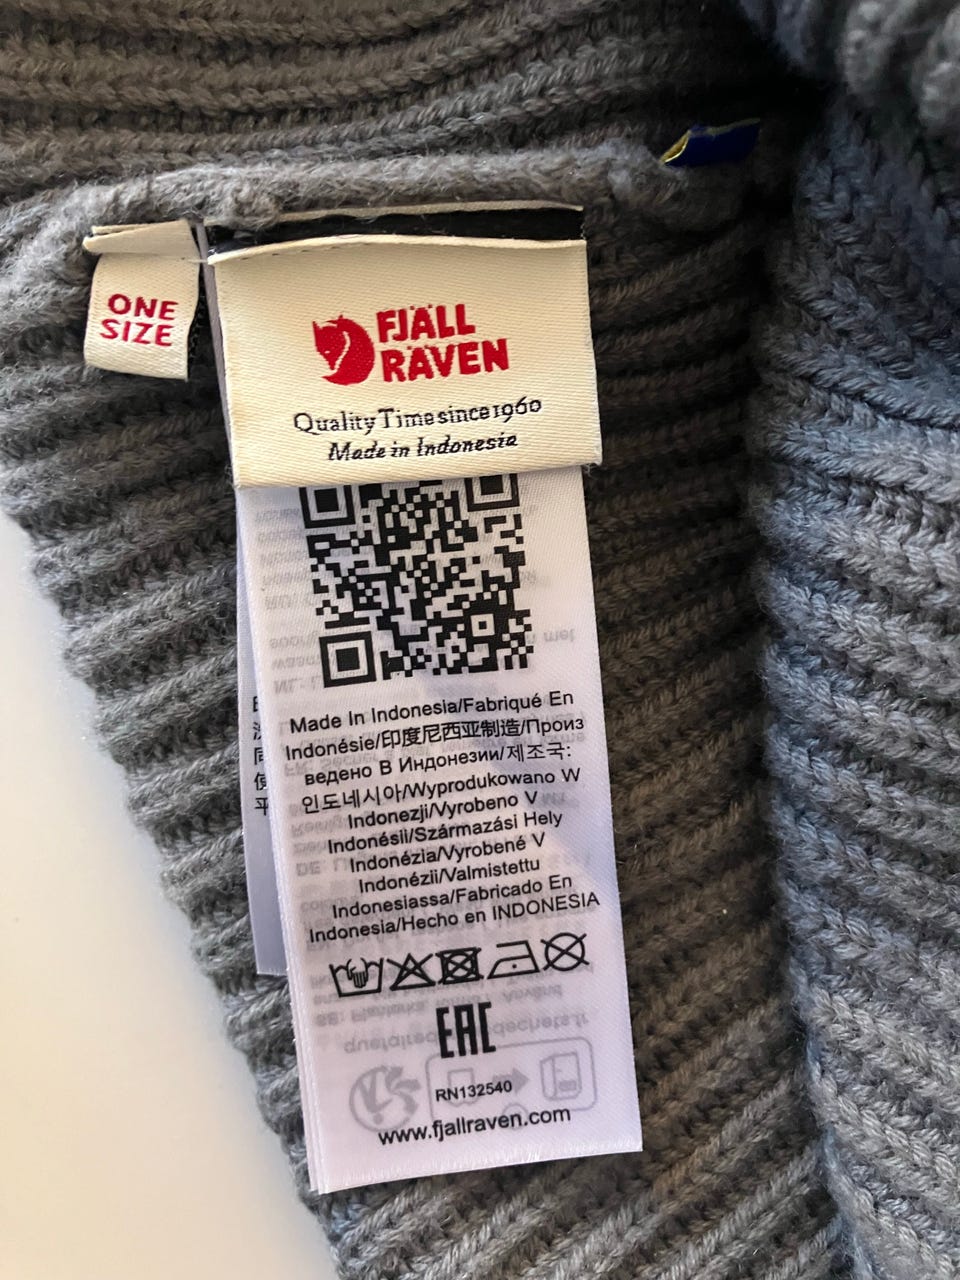 ONE
SIZE
FJÄLL
RÄVEN
Quality Time since 1960
Made in Indonesia
Made In Indonesia/Fabriqué En
Indonésie/印度尼西亚制造/Произ
ведено В Индонезии/제조국:
인도네시아/Wyprodukowano W
Indonezji/Vyrobeno V
Indonésii/Származási Hely
Indonézia/Vyrobené V
Indonézii/Valmistettu
Indonesiassa/Fabricado En
Indonesia/Hecho en INDONESIA
EAC
RN132540
www.fjallraven.com